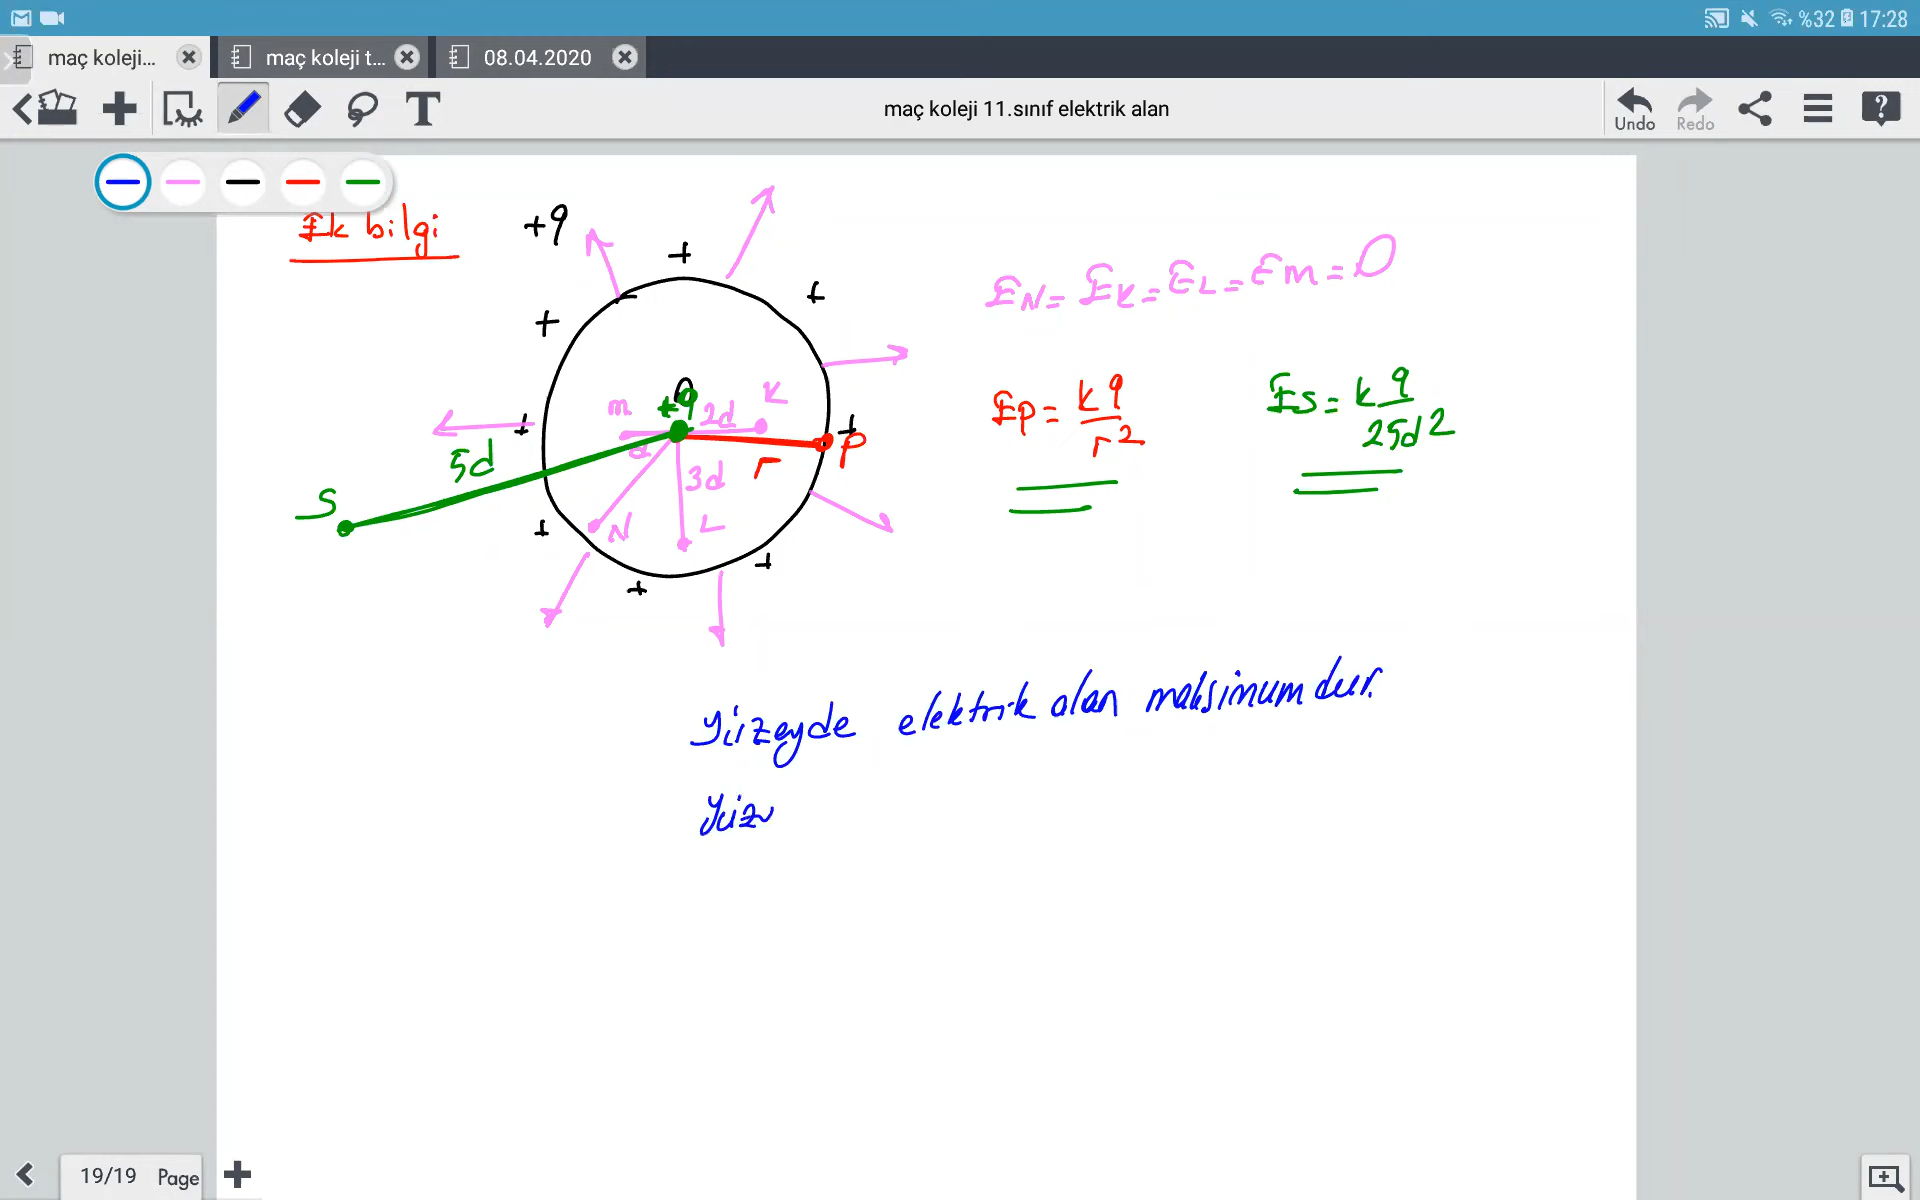 %32 17:28
maç koleji... maç koleji t... 08.04.2020
T maç koleji 11.sınıf elektrik alan Undo Redo
Ek bilgi +q
+ + + + + + + +
EN= EK= EL= Em= 0
+q
m 2d K
d 3d r P
5d
S
N L
Ep= kq/r2
Es= kq/25d2
Yüzeyde elektrik alan maksimumdur.
Yüz
19/19 Page